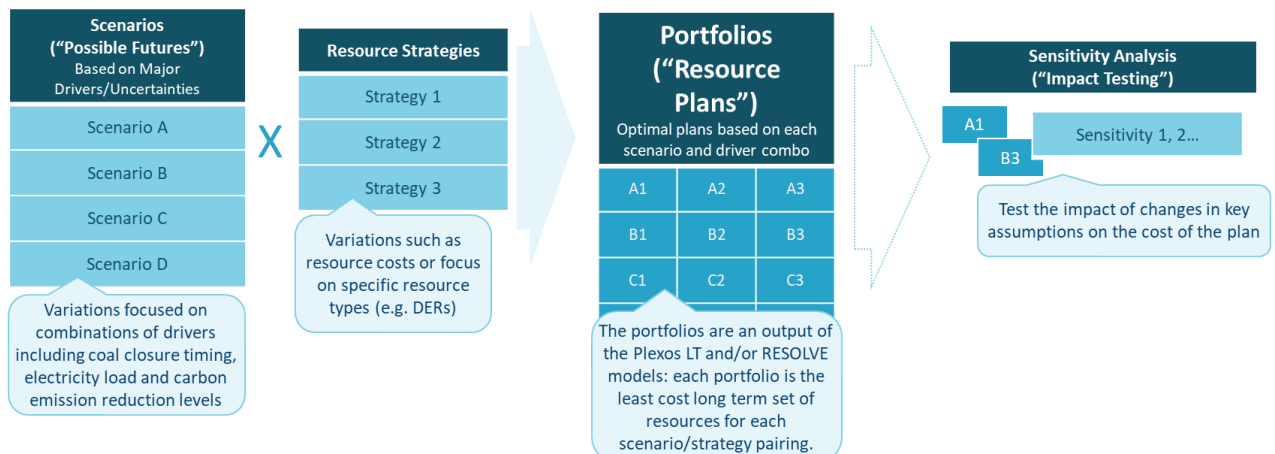 Scenarios
("Possible Futures")
Based on Major
Drivers/Uncertainties
Scenario A
Scenario B
Scenario C
Scenario D
Variations focused on
combinations of drivers
including coal closure timing,
electricity load and carbon
emission reduction levels
X
Resource Strategies
Strategy 1
Strategy 2
Strategy 3
Variations such as
resource costs or focus
on specific resource
types (e.g. DERs)
Portfolios
("Resource
Plans")
Optimal plans based on each
scenario and driver combo
A1 A2 A3
B1 B2 B3
C1 C2 C3
The portfolios are an output of
the Plexos LT and/or RESOLVE
models: each portfolio is the
least cost long term set of
resources for each
scenario/strategy pairing.
Sensitivity Analysis
("Impact Testing")
A1
B3
Sensitivity 1, 2...
Test the impact of changes in key
assumptions on the cost of the plan